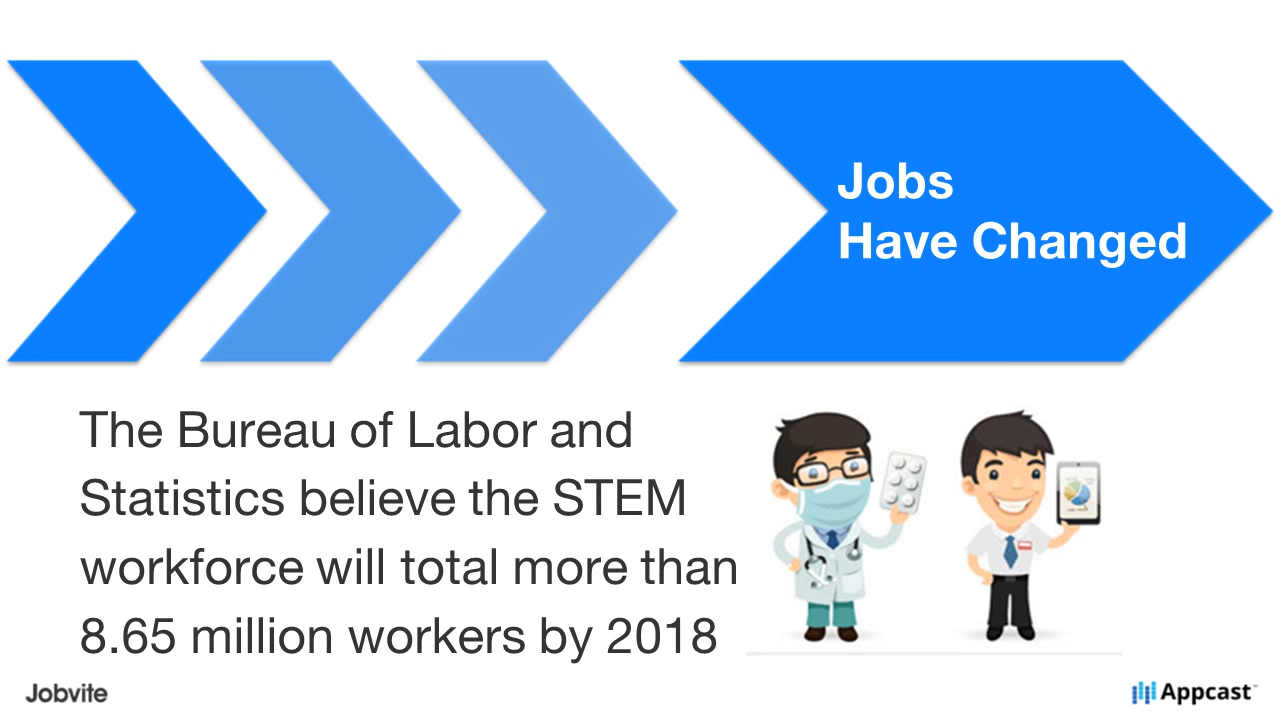 Jobs
Have Changed
The Bureau of Labor and
Statistics believe the STEM
workforce will total more than
8.65 million workers by 2018
Jobvite
Appcast™